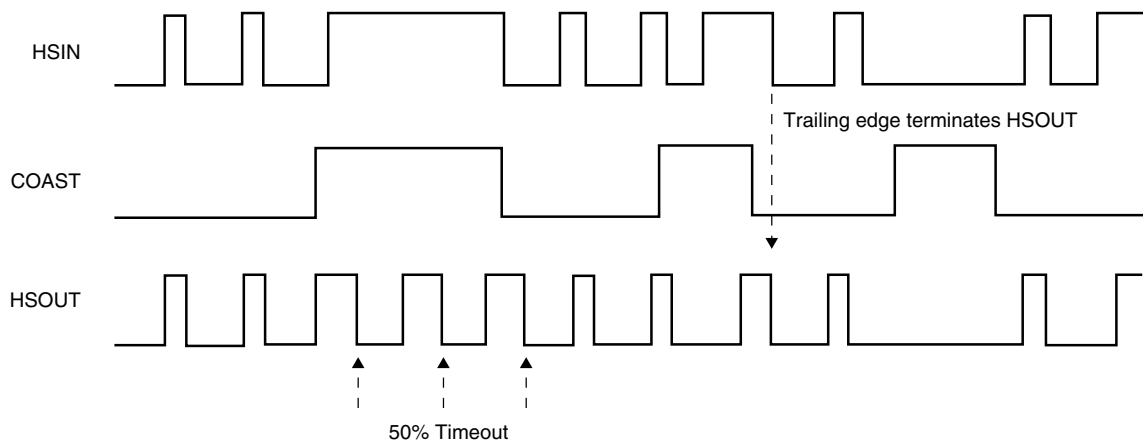 HSIN
Trailing edge terminates HSOUT
COAST
HSOUT
50% Timeout